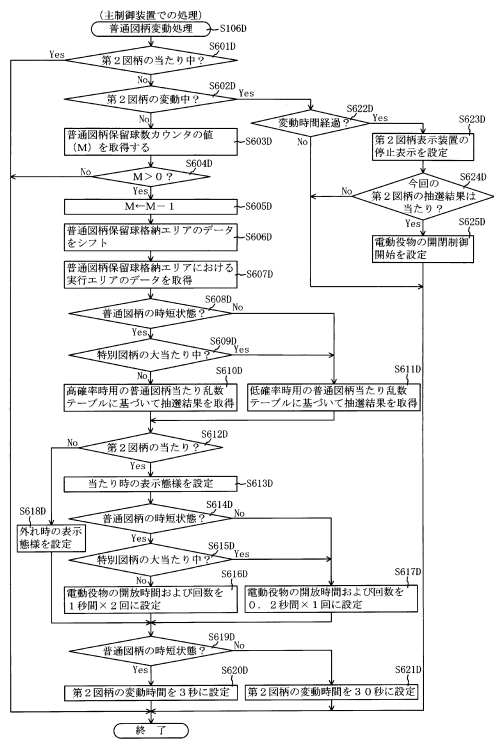 (主制御装置での処理)
普通図柄変動処理
S106D
S601D
Yes
第2図柄の当たり中?
No
S602D
第2図柄の変動中?
Yes
No
普通図柄保留球数カウンタの値
(M)を取得する
S603D
S604D
No
M>0?
Yes
M←M-1
S605D
普通図柄保留球格納エリアのデータ
をシフト
S606D
普通図柄保留球格納エリアにおける
実行エリアのデータを取得
S607D
S608D
普通図柄の時短状態?
No
Yes
S609D
特別図柄の大当たり中?
Yes
No
S610D
高確率時用の普通図柄当たり乱数
テーブルに基づいて抽選結果を取得
S611D
低確率時用の普通図柄当たり乱数
テーブルに基づいて抽選結果を取得
S612D
No
第2図柄の当たり?
Yes
当たり時の表示態様を設定
S613D
S614D
普通図柄の時短状態?
No
Yes
S615D
特別図柄の大当たり中?
Yes
No
S616D
電動役物の開放時間および回数を
1秒間×2回に設定
S617D
電動役物の開放時間および回数を
0.2秒間×1回に設定
S618D
外れ時の表示
態様を設定
S619D
普通図柄の時短状態?
No
Yes
S620D
第2図柄の変動時間を3秒に設定
S621D
第2図柄の変動時間を30秒に設定
終了
S622D
変動時間経過?
Yes
No
S623D
第2図柄表示装置の
停止表示を設定
S624D
今回の
第2図柄の抽選結果は
当たり?
No
Yes
S625D
電動役物の開閉制御
開始を設定